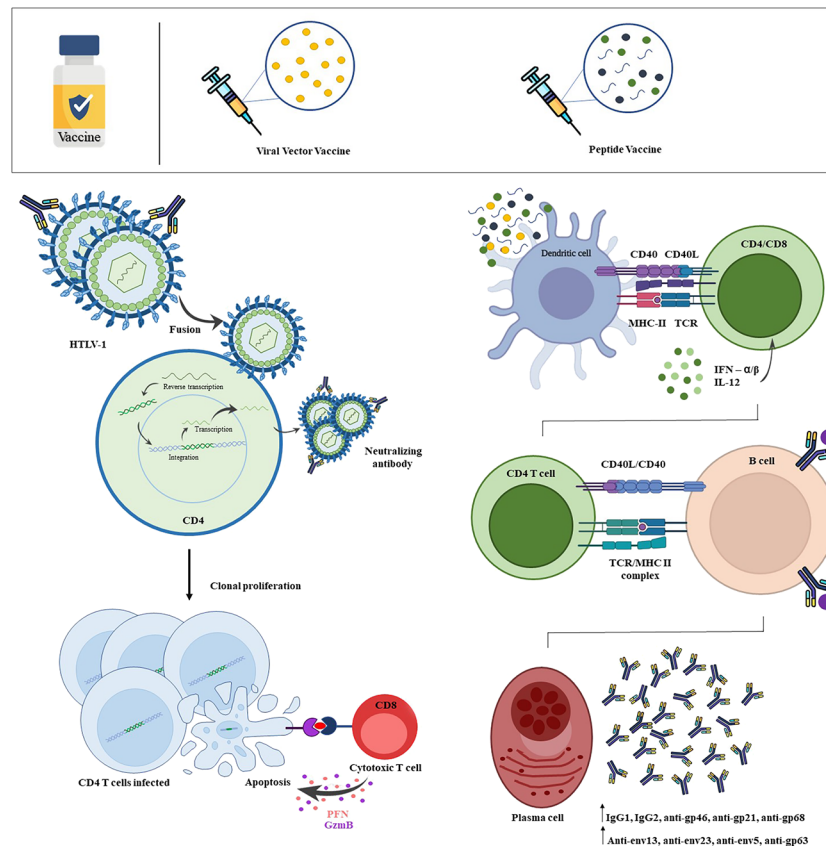 Vaccine
Viral Vector Vaccine
Peptide Vaccine
HTLV-1
Fusion
Reverse transcription
Transcription
Integration
CD4
Neutralizing
antibody
Clonal proliferation
CD4 T cells infected
Apoptosis
CD8
Cytotoxic T cell
PFN
GzmB
Dendritic cell
CD40 CD40L
CD4/CD8
MHC-II TCR
IFN – α/β
IL-12
CD4 T cell
CD40L/CD40
B cell
TCR/MHC II
complex
Plasma cell
↑ IgG1, IgG2, anti-gp46, anti-gp21, anti-gp68
↑ Anti-env13, anti-env23, anti-env5, anti-gp63